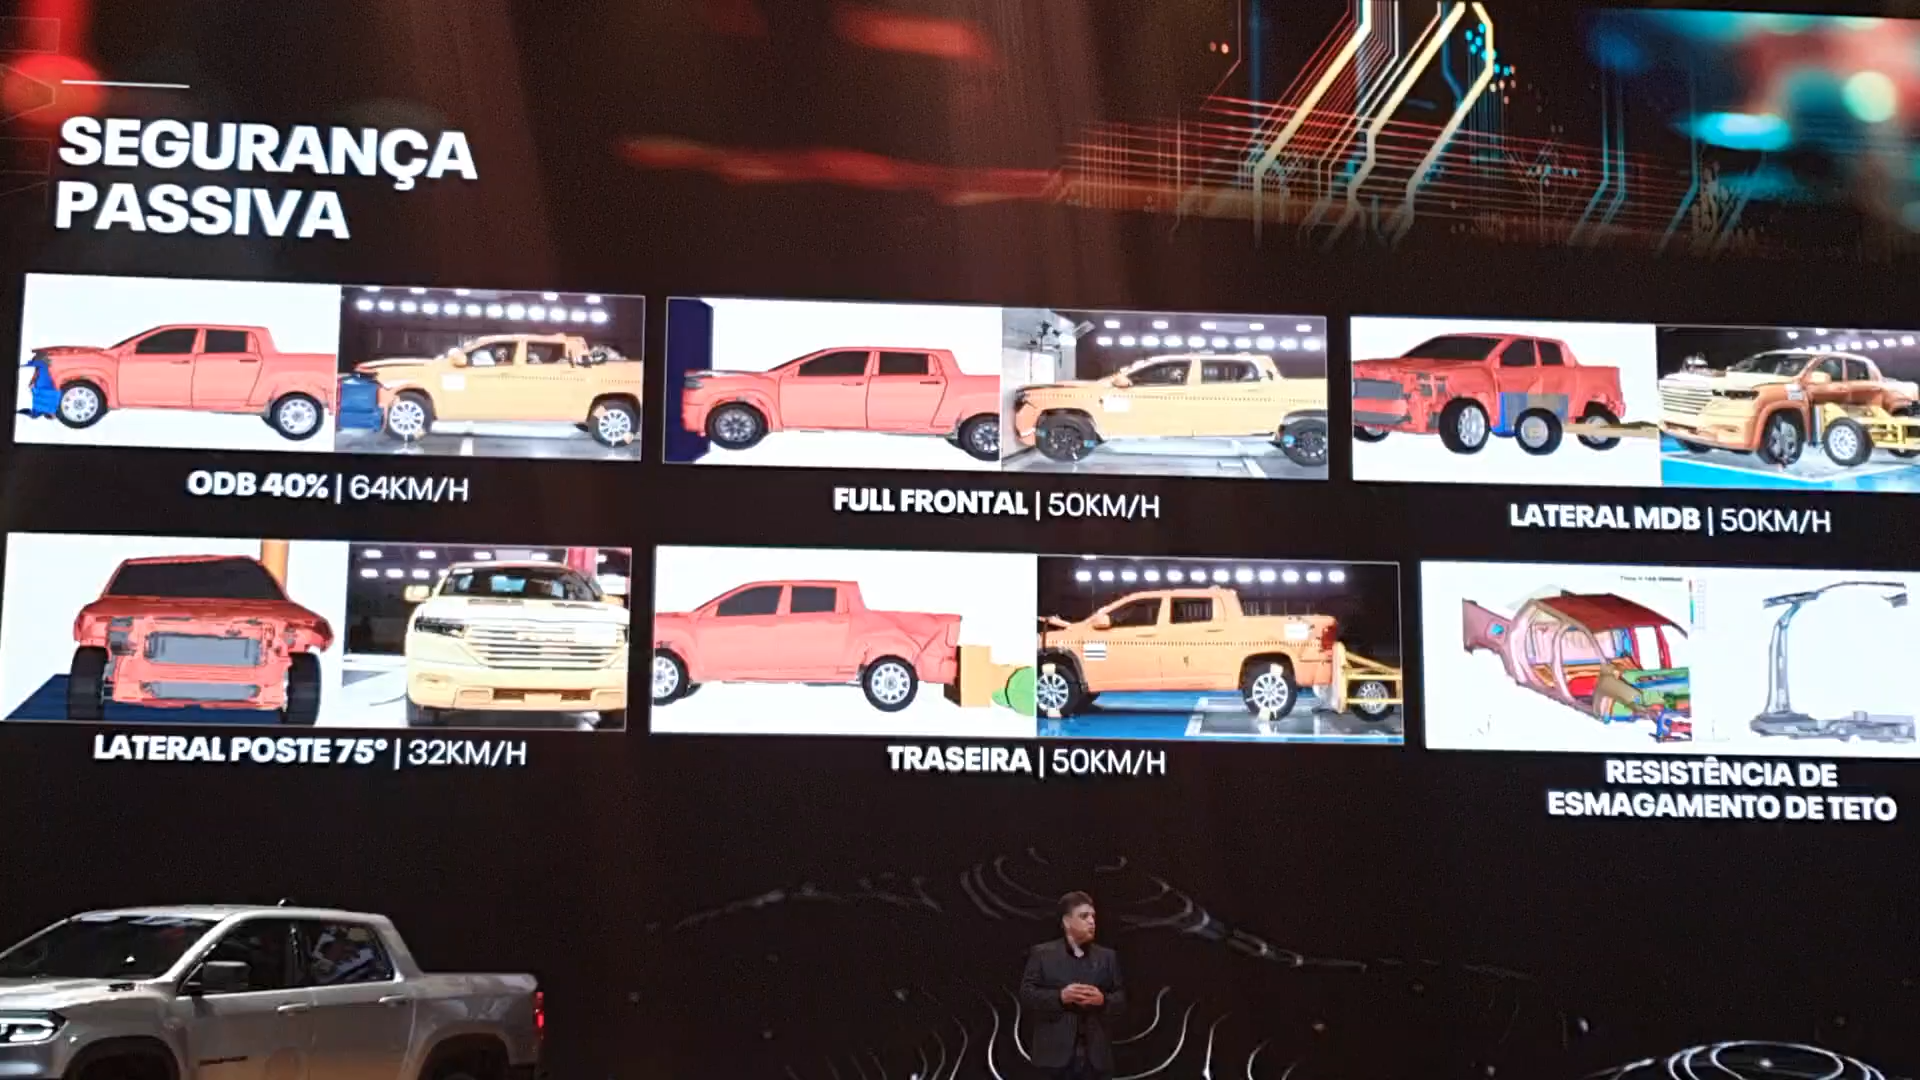 SEGURANÇA
PASSIVA
ODB 40% | 64KM/H
FULL FRONTAL | 50KM/H
LATERAL MDB | 50KM/H
LATERAL POSTE 75° | 32KM/H
TRASEIRA | 50KM/H
RESISTÊNCIA DE
ESMAGAMENTO DE TETO